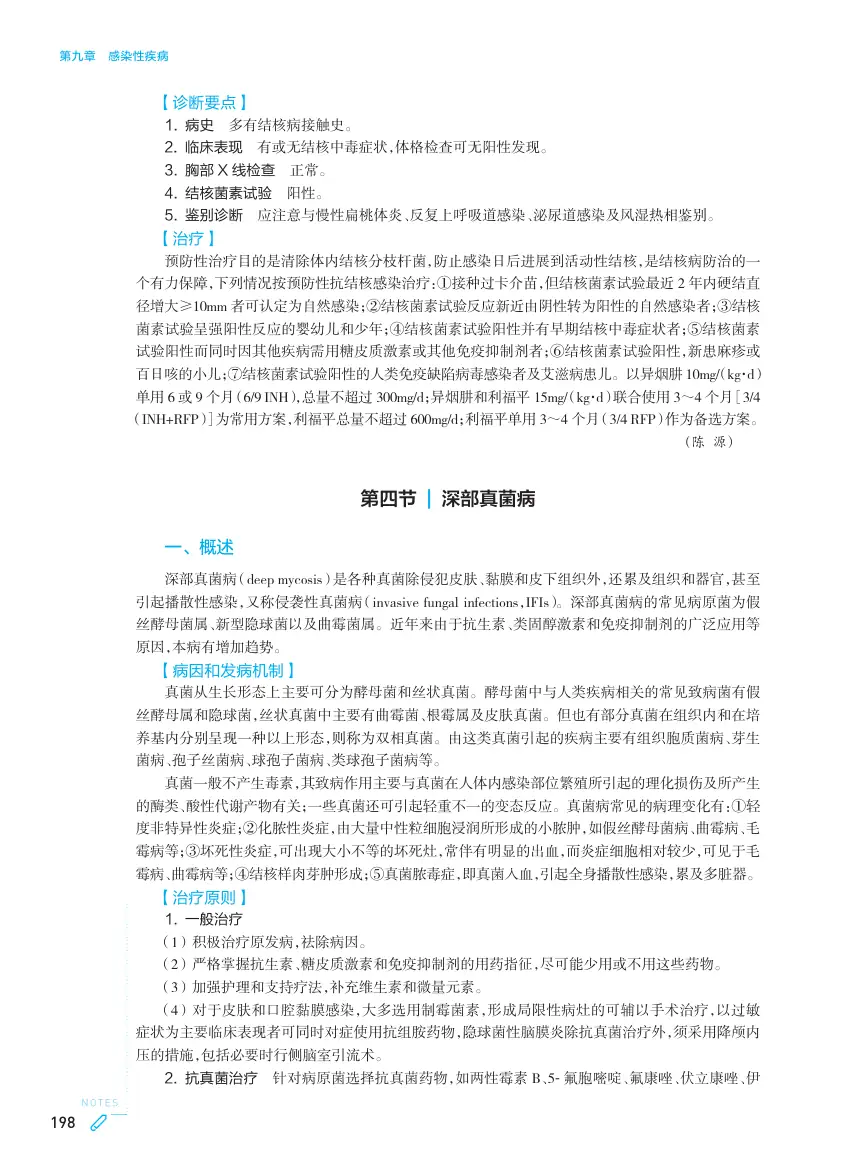 第九章 感染性疾病
【诊断要点】
1. 病史 多有结核病接触史。
2. 临床表现 有或无结核中毒症状,体格检查可无阳性发现。
3. 胸部 X 线检查 正常。
4. 结核菌素试验 阳性。
5. 鉴别诊断 应注意与慢性扁桃体炎、反复上呼吸道感染、泌尿道感染及风湿热相鉴别。
【治疗】
预防性治疗目的是清除体内结核分枝杆菌,防止感染日后进展到活动性结核,是结核病防治的一
个有力保障,下列情况按预防性抗结核感染治疗:①接种过卡介苗,但结核菌素试验最近 2 年内硬结直
径增大≥10mm 者可认定为自然感染;②结核菌素试验反应新近由阴性转为阳性的自然感染者;③结核
菌素试验呈强阳性反应的婴幼儿和少年;④结核菌素试验阳性并有早期结核中毒症状者;⑤结核菌素
试验阳性而同时因其他疾病需用糖皮质激素或其他免疫抑制剂者;⑥结核菌素试验阳性,新患麻疹或
百日咳的小儿;⑦结核菌素试验阳性的人类免疫缺陷病毒感染者及艾滋病患儿。以异烟肼 10mg/(kg·d)
单用 6 或 9 个月(6/9 INH),总量不超过 300mg/d;异烟肼和利福平 15mg/(kg·d)联合使用 3～4 个月[3/4
(INH+RFP)]为常用方案,利福平总量不超过 600mg/d;利福平单用 3～4 个月(3/4 RFP)作为备选方案。
(陈 源)
第四节 | 深部真菌病
一、概述
深部真菌病(deep mycosis)是各种真菌除侵犯皮肤、黏膜和皮下组织外,还累及组织和器官,甚至
引起播散性感染,又称侵袭性真菌病(invasive fungal infections,IFIs)。深部真菌病的常见病原菌为假
丝酵母菌属、新型隐球菌以及曲霉菌属。近年来由于抗生素、类固醇激素和免疫抑制剂的广泛应用等
原因,本病有增加趋势。
【病因和发病机制】
真菌从生长形态上主要可分为酵母菌和丝状真菌。酵母菌中与人类疾病相关的常见致病菌有假
丝酵母属和隐球菌,丝状真菌中主要有曲霉菌、根霉属及皮肤真菌。但也有部分真菌在组织内和在培
养基内分别呈现一种以上形态,则称为双相真菌。由这类真菌引起的疾病主要有组织胞质菌病、芽生
菌病、孢子丝菌病、球孢子菌病、类球孢子菌病等。
真菌一般不产生毒素,其致病作用主要与真菌在人体内感染部位繁殖所引起的理化损伤及所产生
的酶类、酸性代谢产物有关;一些真菌还可引起轻重不一的变态反应。真菌病常见的病理变化有:①轻
度非特异性炎症;②化脓性炎症,由大量中性粒细胞浸润所形成的小脓肿,如假丝酵母菌病、曲霉病、毛
霉病等;③坏死性炎症,可出现大小不等的坏死灶,常伴有明显的出血,而炎症细胞相对较少,可见于毛
霉病、曲霉病等;④结核样肉芽肿形成;⑤真菌脓毒症,即真菌入血,引起全身播散性感染,累及多脏器。
【治疗原则】
1. 一般治疗
(1)积极治疗原发病,祛除病因。
(2)严格掌握抗生素、糖皮质激素和免疫抑制剂的用药指征,尽可能少用或不用这些药物。
(3)加强护理和支持疗法,补充维生素和微量元素。
(4)对于皮肤和口腔黏膜感染,大多选用制霉菌素,形成局限性病灶的可辅以手术治疗,以过敏
症状为主要临床表现者可同时对症使用抗组胺药物,隐球菌性脑膜炎除抗真菌治疗外,须采用降颅内
压的措施,包括必要时行侧脑室引流术。
2. 抗真菌治疗 针对病原菌选择抗真菌药物,如两性霉素 B、5- 氟胞嘧啶、氟康唑、伏立康唑、伊
NOTES
198